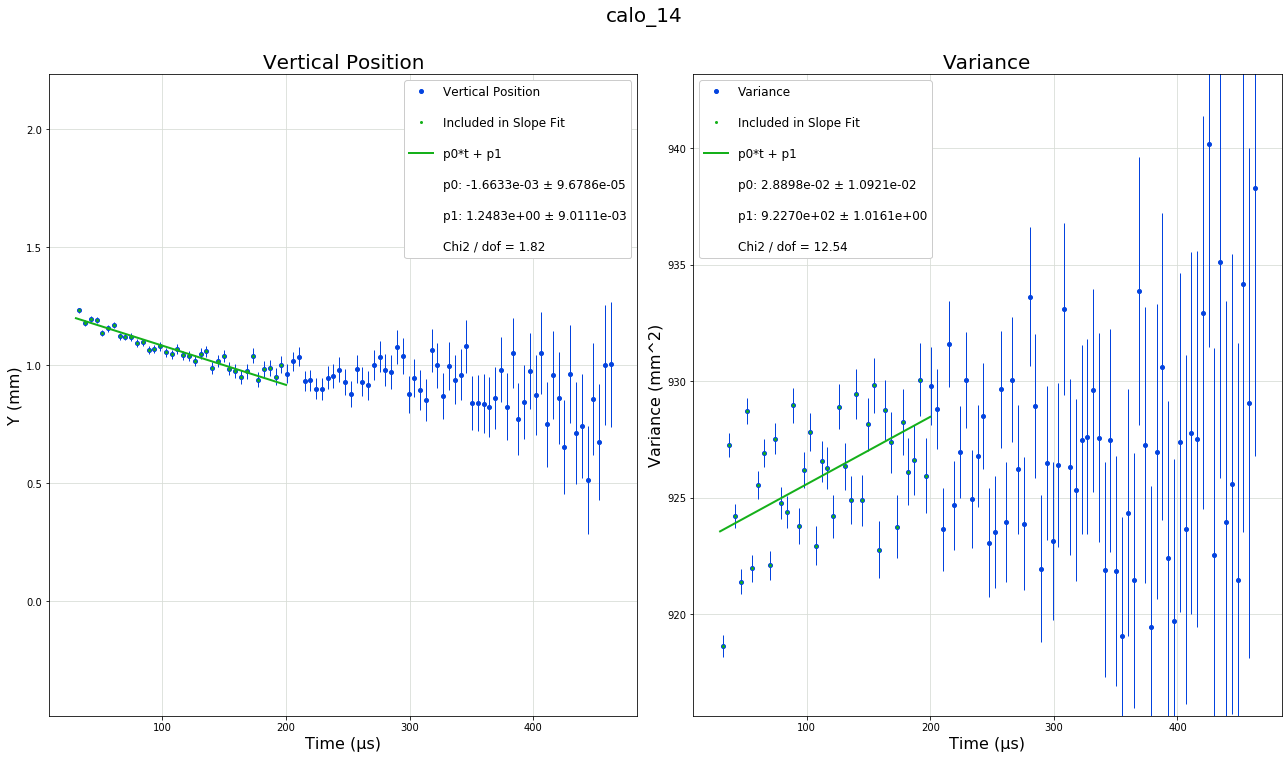 calo_14
Vertical Position
Vertical Position
Included in Slope Fit
p0*t + p1
p0: -1.6633e-03 ± 9.6786e-05
p1: 1.2483e+00 ± 9.0111e-03
Chi2 / dof = 1.82
2.0
1.5
1.0
0.5
0.0
Y (mm)
100 200 300 400
Time (μs)
Variance
Variance
Included in Slope Fit
p0*t + p1
p0: 2.8898e-02 ± 1.0921e-02
p1: 9.2270e+02 ± 1.0161e+00
Chi2 / dof = 12.54
940
935
930
925
920
Variance (mm^2)
100 200 300 400
Time (μs)